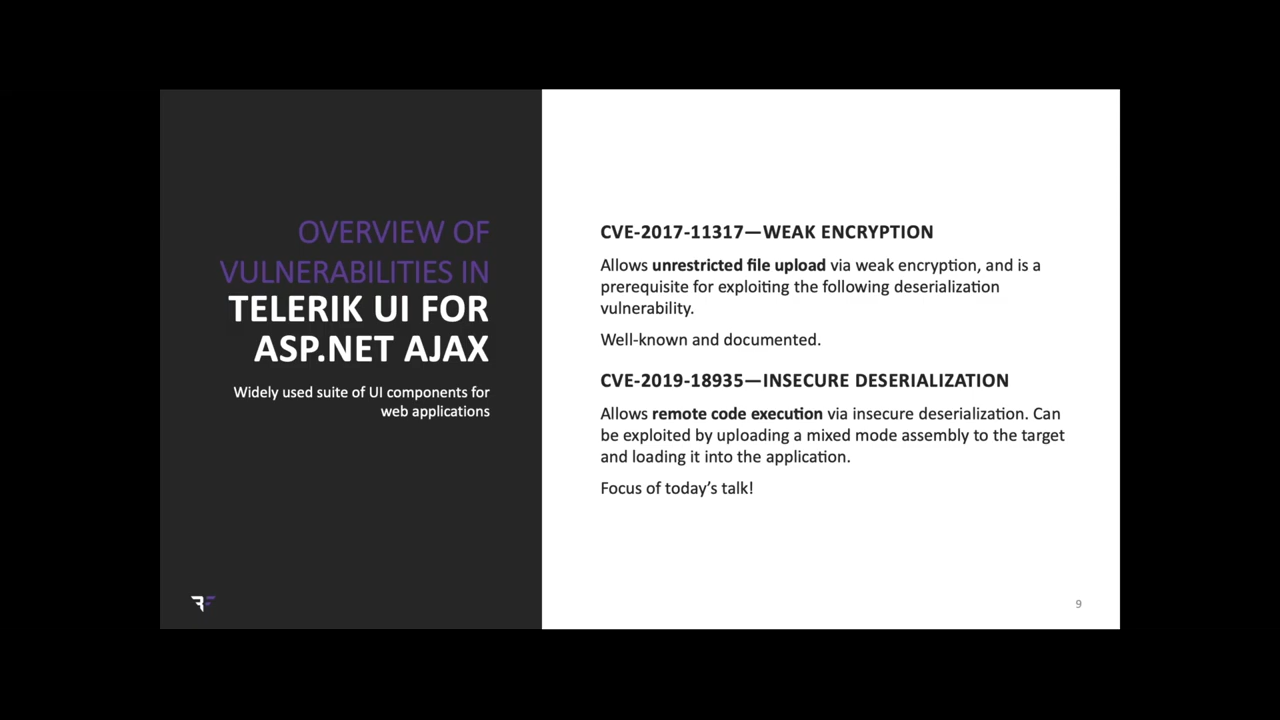 OVERVIEW OF
VULNERABILITIES IN
TELERIK UI FOR
ASP.NET AJAX
Widely used suite of UI components for
web applications
CVE-2017-11317—WEAK ENCRYPTION
Allows unrestricted file upload via weak encryption, and is a
prerequisite for exploiting the following deserialization
vulnerability.
Well-known and documented.
CVE-2019-18935—INSECURE DESERIALIZATION
Allows remote code execution via insecure deserialization. Can
be exploited by uploading a mixed mode assembly to the target
and loading it into the application.
Focus of today’s talk!
RF
9